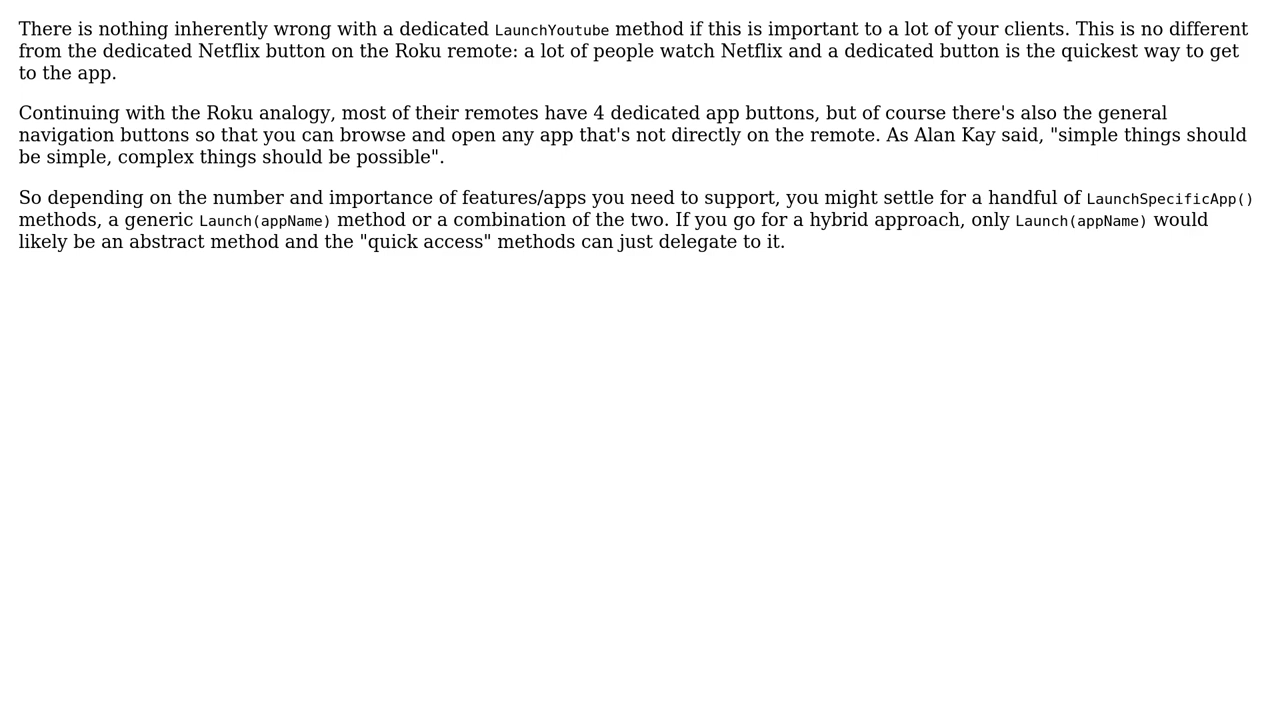 There is nothing inherently wrong with a dedicated LaunchYoutube method if this is important to a lot of your clients. This is no different
from the dedicated Netflix button on the Roku remote: a lot of people watch Netflix and a dedicated button is the quickest way to get
to the app.
Continuing with the Roku analogy, most of their remotes have 4 dedicated app buttons, but of course there's also the general
navigation buttons so that you can browse and open any app that's not directly on the remote. As Alan Kay said, "simple things should
be simple, complex things should be possible".
So depending on the number and importance of features/apps you need to support, you might settle for a handful of LaunchSpecificApp()
methods, a generic Launch(appName) method or a combination of the two. If you go for a hybrid approach, only Launch(appName) would
likely be an abstract method and the "quick access" methods can just delegate to it.